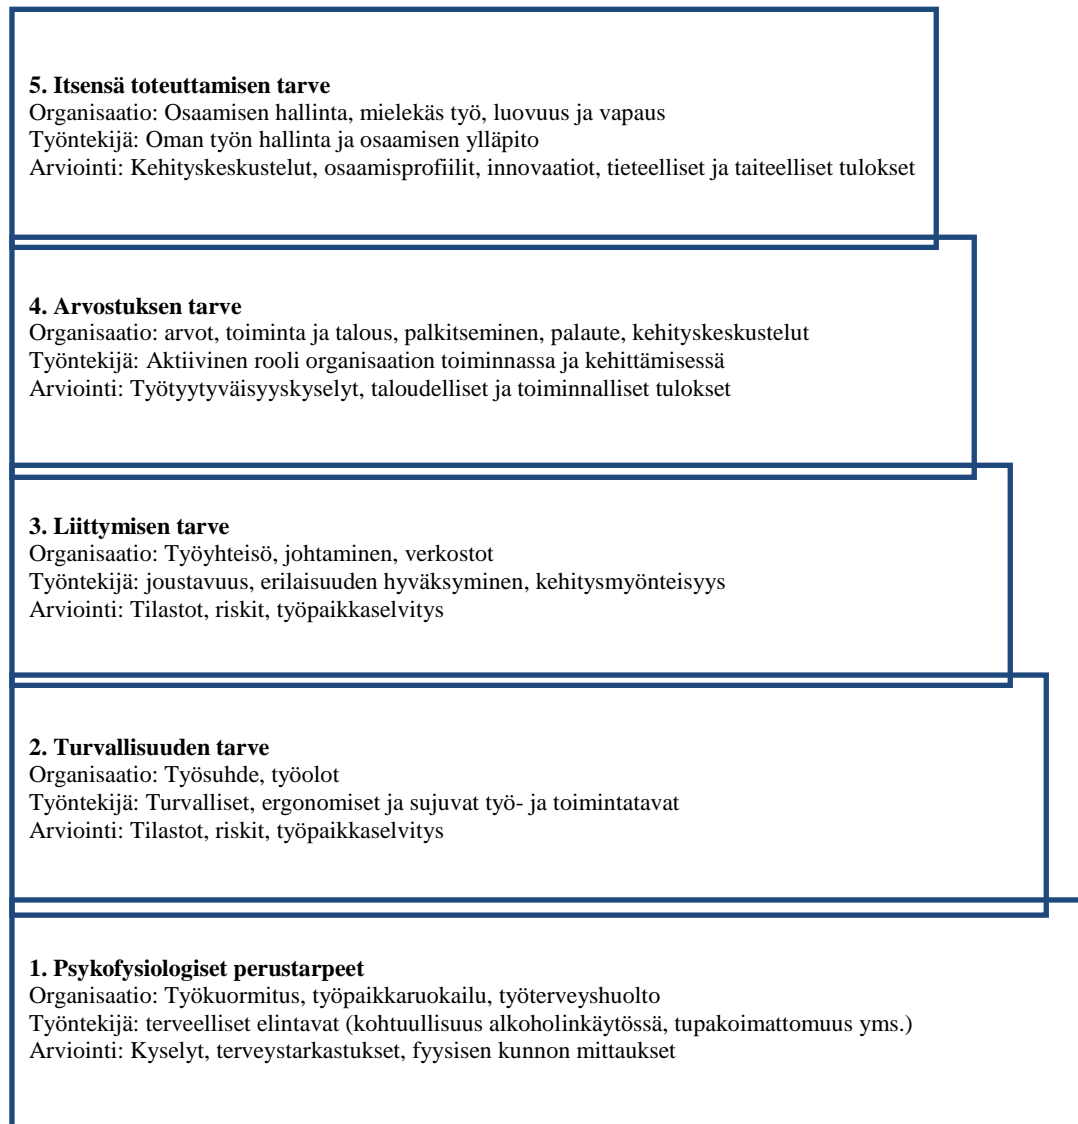 5. Itsensä toteuttamisen tarve
Organisaatio: Osaamisen hallinta, mielekäs työ, luovuus ja vapaus
Työntekijä: Oman työn hallinta ja osaamisen ylläpito
Arviointi: Kehityskeskustelut, osaamisprofiilit, innovaatiot, tieteelliset ja taiteelliset tulokset
4. Arvostuksen tarve
Organisaatio: arvot, toiminta ja talous, palkitseminen, palaute, kehityskeskustelut
Työntekijä: Aktiivinen rooli organisaation toiminnassa ja kehittämisessä
Arviointi: Työtyytyväisyyskyselyt, taloudelliset ja toiminnalliset tulokset
3. Liittymisen tarve
Organisaatio: Työyhteisö, johtaminen, verkostot
Työntekijä: joustavuus, erilaisuuden hyväksyminen, kehitysmyönteisyys
Arviointi: Tilastot, riskit, työpaikkaselvitys
2. Turvallisuuden tarve
Organisaatio: Työsuhde, työolot
Työntekijä: Turvalliset, ergonomiset ja sujuvat työ- ja toimintatavat
Arviointi: Tilastot, riskit, työpaikkaselvitys
1. Psykofysiologiset perustarpeet
Organisaatio: Työkuormitus, työpaikkaruokailu, työterveyshuolto
Työntekijä: terveelliset elintavat (kohtuullisuus alkoholinkäytössä, tupakoimattomuus yms.)
Arviointi: Kyselyt, terveystarkastukset, fyysisen kunnon mittaukset